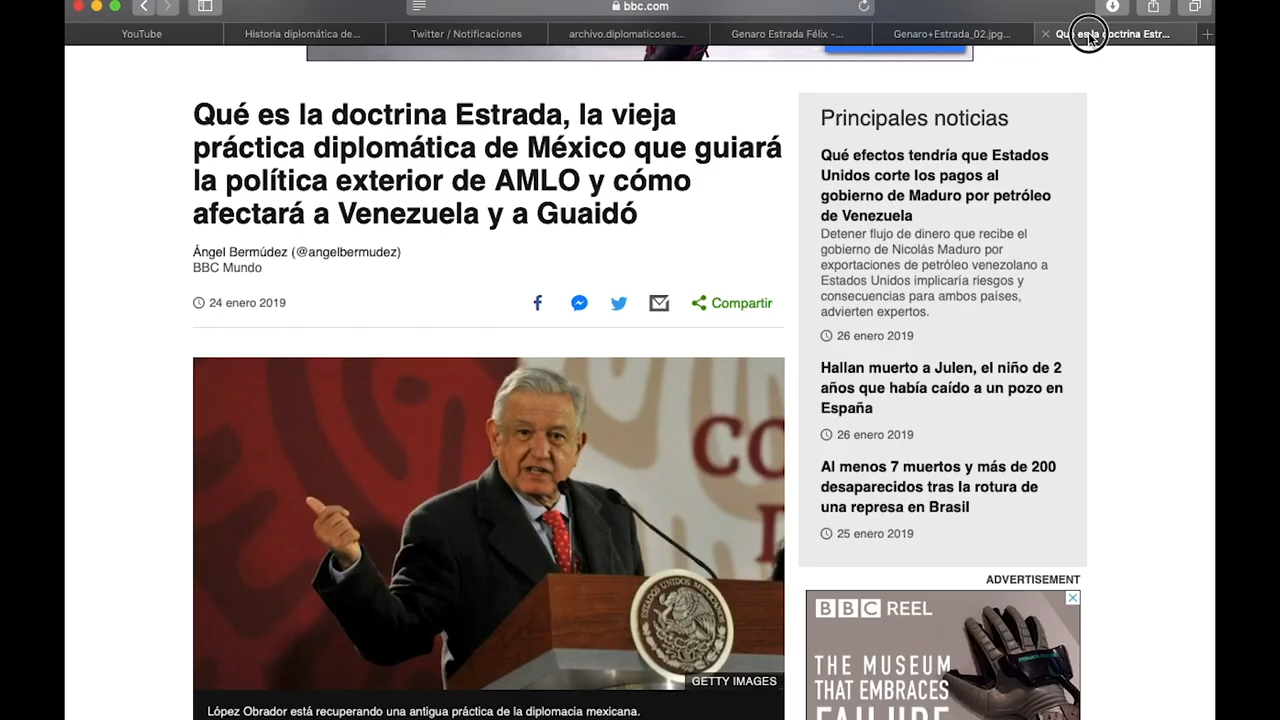 bbc.com
YouTube
Historia diplomática de...
Twitter / Notificaciones
archivo.diplomaticoses...
Genaro Estrada Félix -...
Genaro+Estrada_02.jpg...
Qué es la doctrina Estr...
Qué es la doctrina Estrada, la vieja
práctica diplomática de México que guiará
la política exterior de AMLO y cómo
afectará a Venezuela y a Guaidó
Ángel Bermúdez (@angelbermudez)
BBC Mundo
24 enero 2019
Compartir
COMPARTIR
Principales noticias
Qué efectos tendría que Estados
Unidos corte los pagos al
gobierno de Maduro por petróleo
de Venezuela
Detener flujo de dinero que recibe el
gobierno de Nicolás Maduro por
exportaciones de petróleo venezolano a
Estados Unidos implicaría riesgos y
consecuencias para ambos países,
advierten expertos.
26 enero 2019
Hallan muerto a Julen, el niño de 2
años que había caído a un pozo en
España
26 enero 2019
Al menos 7 muertos y más de 200
desaparecidos tras la rotura de
una represa en Brasil
25 enero 2019
ADVERTISEMENT
BBC REEL
THE MUSEUM
THAT EMBRACES
FAILURE
CO
ESTADOS UNIDOS MEXICANOS
GETTY IMAGES
López Obrador está recuperando una antigua práctica de la diplomacia mexicana.